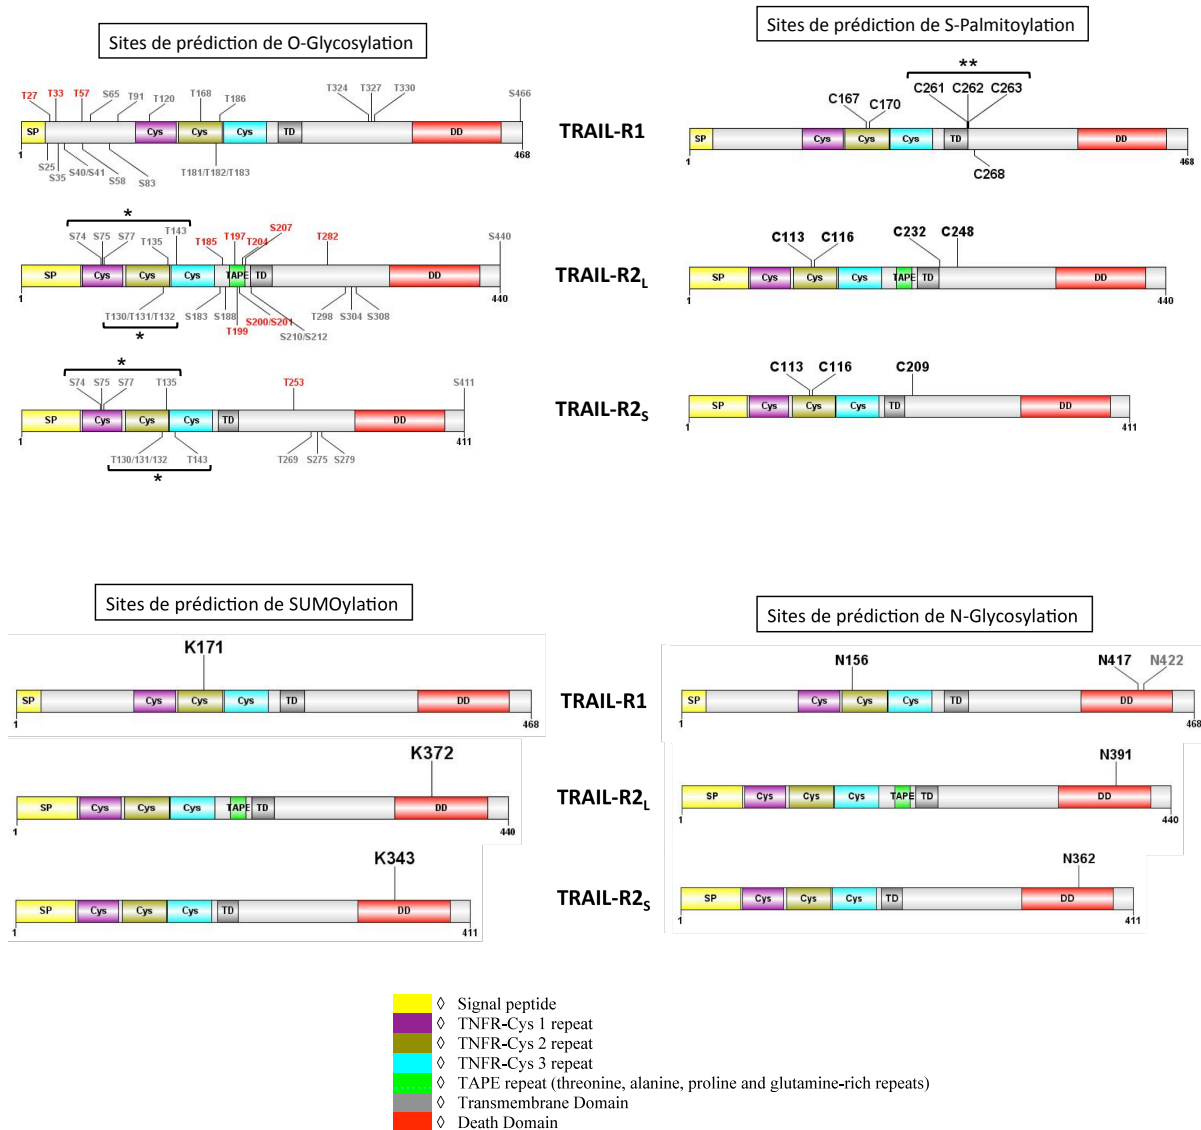 Sites de prédiction de O-Glycosylation
T27 T33 T57 S65 T91 T120 T168 T186 T324 T327 T330 S466
SP Cys Cys Cys TD DD
1 468
S25 S35 S40/S41 S58 S83 T181/T182/T183
*
S74 S75 S77 T135 T143 T185 T197 T204 S207 T282 S440
SP Cys Cys Cys TAPE TD DD
1 440
T130/T131/T132 S183 S188 T199 S200/S201 S210/S212 T298 S304 S308
*
*
S74 S75 S77 T135 T253 S411
SP Cys Cys Cys TD DD
1 411
T130/131/132 T143 T269 S275 S279
*
TRAIL-R1
TRAIL-R2L
TRAIL-R2S
Sites de prédiction de S-Palmitoylation
**
C167 C170 C261 C262 C263
SP Cys Cys Cys TD DD
1 468
C268
C113 C116 C232 C248
SP Cys Cys Cys TAPE TD DD
1 440
C113 C116 C209
SP Cys Cys Cys TD DD
1 411
Sites de prédiction de SUMOylation
K171
SP Cys Cys Cys TD DD
1 468
K372
SP Cys Cys Cys TAPE TD DD
1 440
K343
SP Cys Cys Cys TD DD
1 411
TRAIL-R1
TRAIL-R2L
TRAIL-R2S
Sites de prédiction de N-Glycosylation
N156 N417 N422
SP Cys Cys Cys TD DD
1 468
N391
SP Cys Cys Cys TAPE TD DD
1 440
N362
SP Cys Cys Cys TD DD
1 411
◊ Signal peptide
◊ TNFR-Cys 1 repeat
◊ TNFR-Cys 2 repeat
◊ TNFR-Cys 3 repeat
◊ TAPE repeat (threonine, alanine, proline and glutamine-rich repeats)
◊ Transmembrane Domain
◊ Death Domain